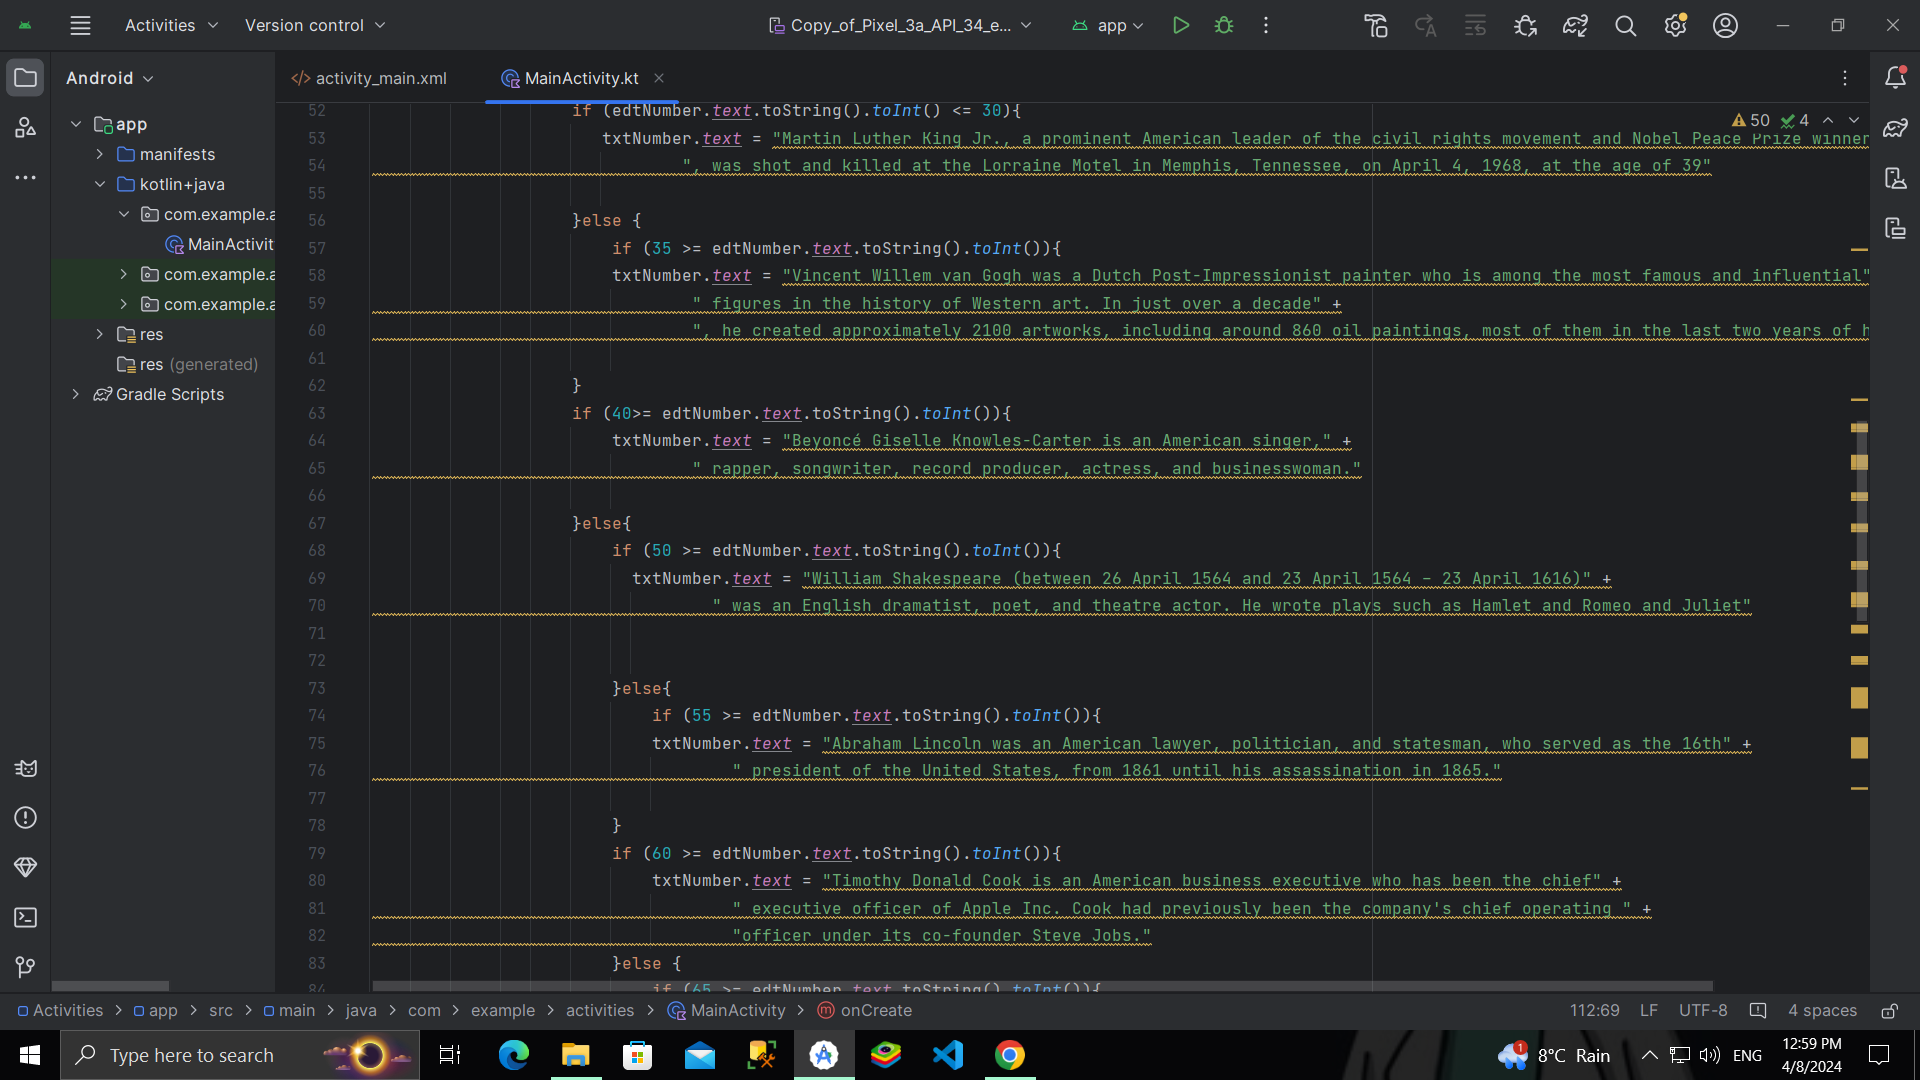 Activities
Version control
Copy_of_Pixel_3a_API_34_e...
app
Android
activity_main.xml
MainActivity.kt
app
manifests
kotlin+java
com.example.a
MainActivit
com.example.a
com.example.a
res
res (generated)
Gradle Scripts
50 4
52 if (edtNumber.text.toString().toInt() <= 30){
53 txtNumber.text = "Martin Luther King Jr., a prominent American leader of the civil rights movement and Nobel Peace Prize winner
54 ", was shot and killed at the Lorraine Motel in Memphis, Tennessee, on April 4, 1968, at the age of 39"
55
56 }else {
57 if (35 >= edtNumber.text.toString().toInt()){
58 txtNumber.text = "Vincent Willem van Gogh was a Dutch Post-Impressionist painter who is among the most famous and influential"
59 " figures in the history of Western art. In just over a decade" +
60 ", he created approximately 2100 artworks, including around 860 oil paintings, most of them in the last two years of h
61
62 }
63 if (40>= edtNumber.text.toString().toInt()){
64 txtNumber.text = "Beyoncé Giselle Knowles-Carter is an American singer," +
65 " rapper, songwriter, record producer, actress, and businesswoman."
66
67 }else{
68 if (50 >= edtNumber.text.toString().toInt()){
69 txtNumber.text = "William Shakespeare (between 26 April 1564 and 23 April 1564 – 23 April 1616)" +
70 " was an English dramatist, poet, and theatre actor. He wrote plays such as Hamlet and Romeo and Juliet"
71
72
73 }else{
74 if (55 >= edtNumber.text.toString().toInt()){
75 txtNumber.text = "Abraham Lincoln was an American lawyer, politician, and statesman, who served as the 16th" +
76 " president of the United States, from 1861 until his assassination in 1865."
77
78 }
79 if (60 >= edtNumber.text.toString().toInt()){
80 txtNumber.text = "Timothy Donald Cook is an American business executive who has been the chief" +
81 " executive officer of Apple Inc. Cook had previously been the company's chief operating " +
82 "officer under its co-founder Steve Jobs."
83 }else {
84 if (65 >= edtNumber.text.toString().toInt()){
Activities > app > src > main > java > com > example > activities > MainActivity > onCreate
112:69 LF UTF-8 4 spaces
Type here to search
1
8°C Rain
ENG
12:59 PM
4/8/2024